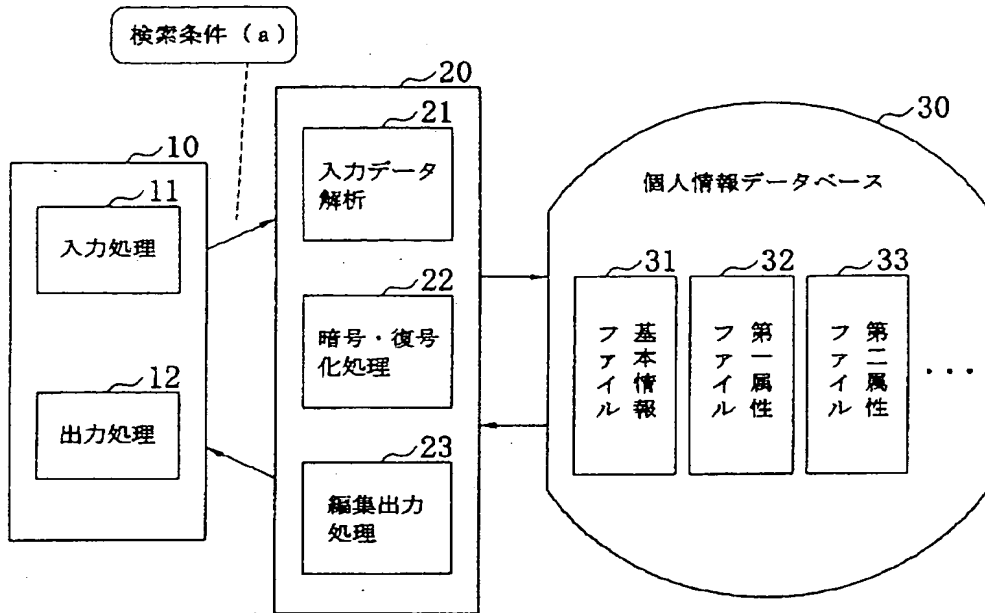 検索条件（a）
10
11
入力処理
12
出力処理
20
21
入力データ
解析
22
暗号・復号
化処理
23
編集出力
処理
30
個人情報データベース
31
基本情報
ファイル
32
第一属性
ファイル
33
第二属性
ファイル
...